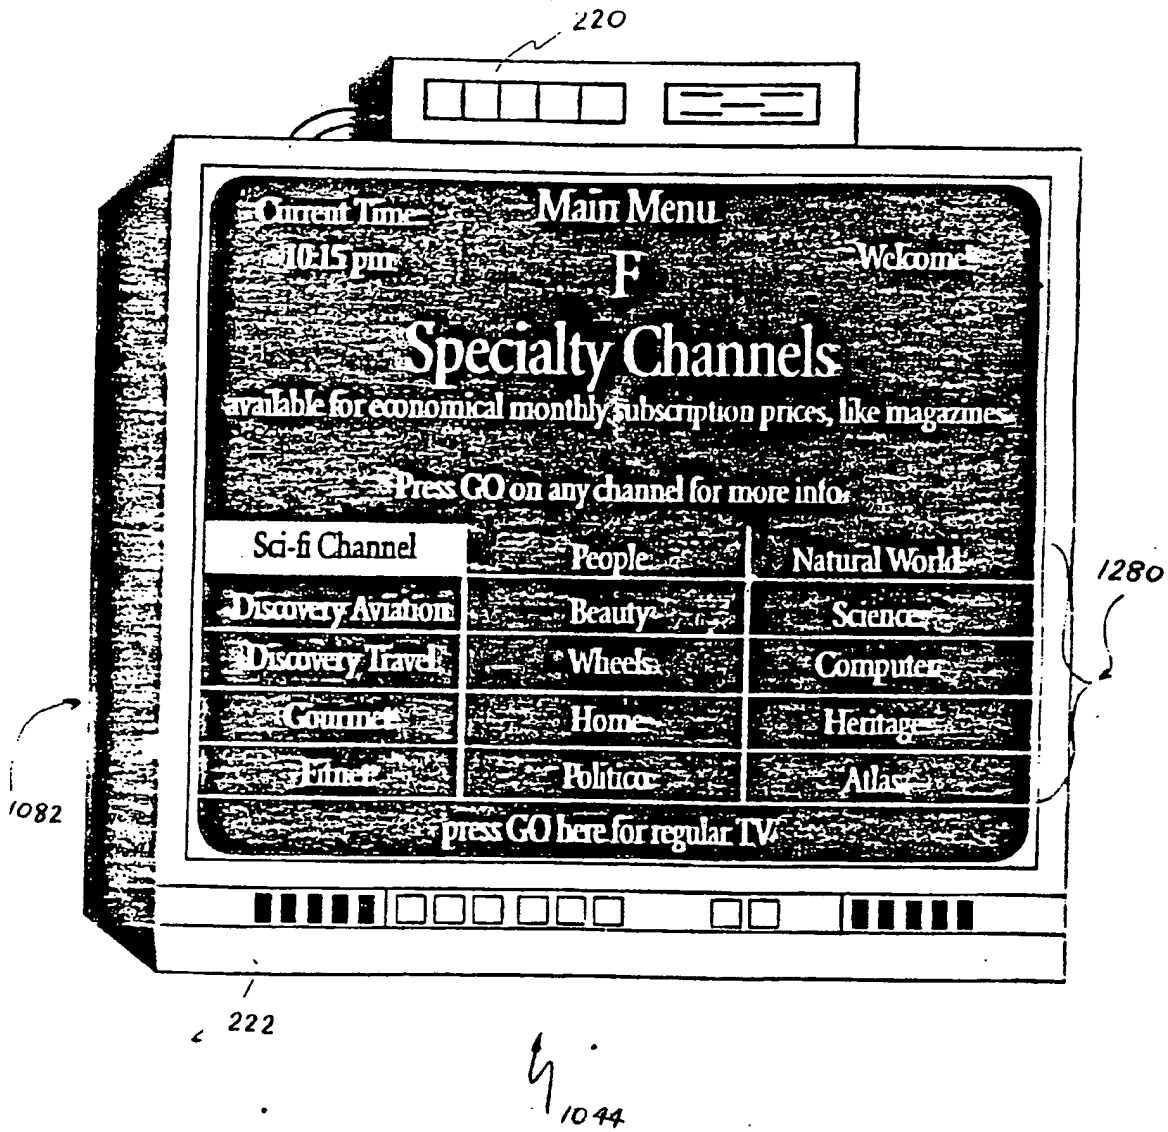 220
Current Time
Main Menu
10:15 pm
F
Welcome
Specialty Channels
available for economical monthly subscription prices, like magazines
Press GO on any channel for more info
Sci-fi Channel
People
Natural World
Discovery Aviation
Beauty
Science
Discovery Travel
Wheels
Computer
Gourmet
Home
Heritage
Politico
Atlas
press GO here for regular TV
1280
1082
222
1044